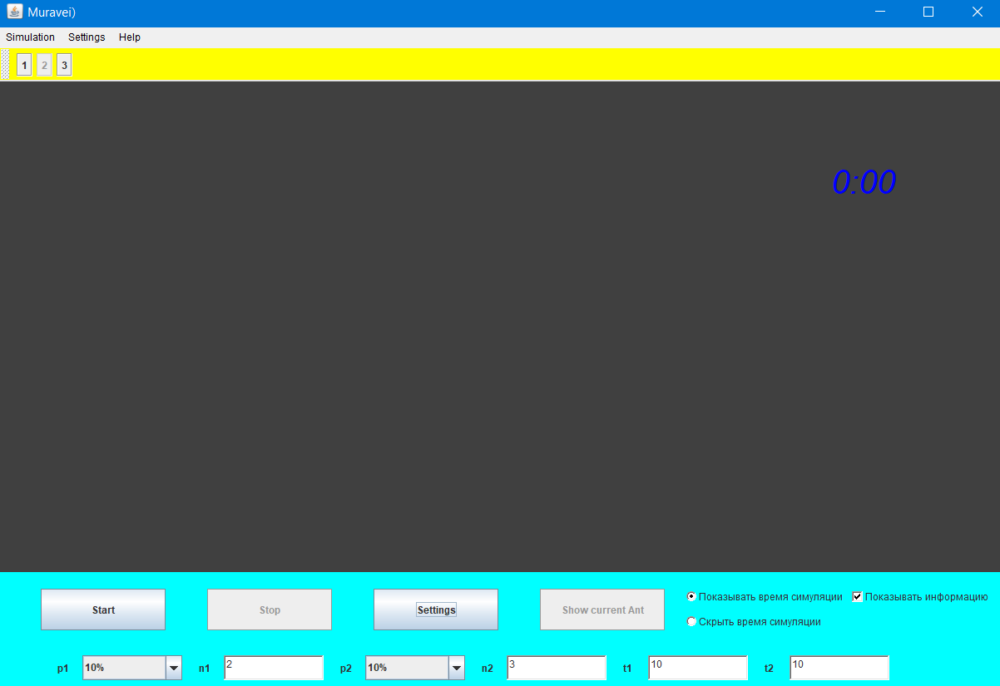 Muravei)
Simulation Settings Help
1 2 3
0:00
Start Stop Settings Show current Ant
Показывать время симуляции Показывать информацию
Скрыть время симуляции
p1 10% n1 2 p2 10% n2 3 t1 10 t2 10